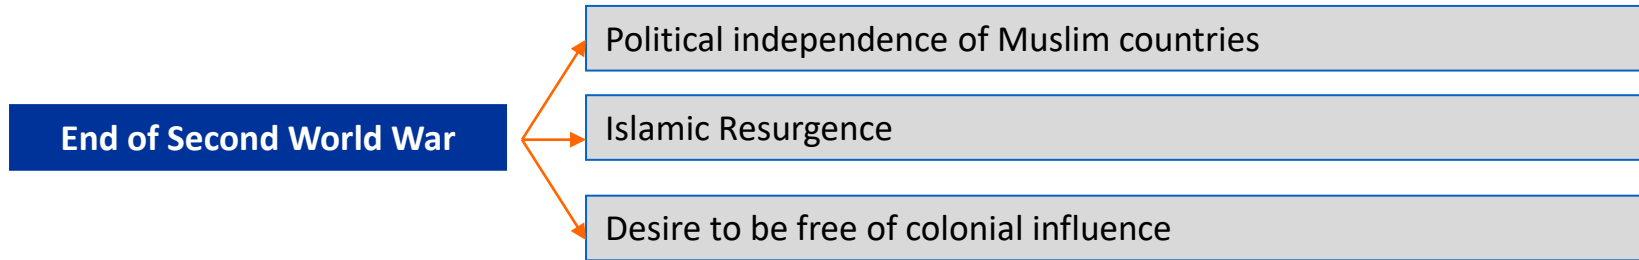 Political independence of Muslim countries
End of Second World War
Islamic Resurgence
Desire to be free of colonial influence